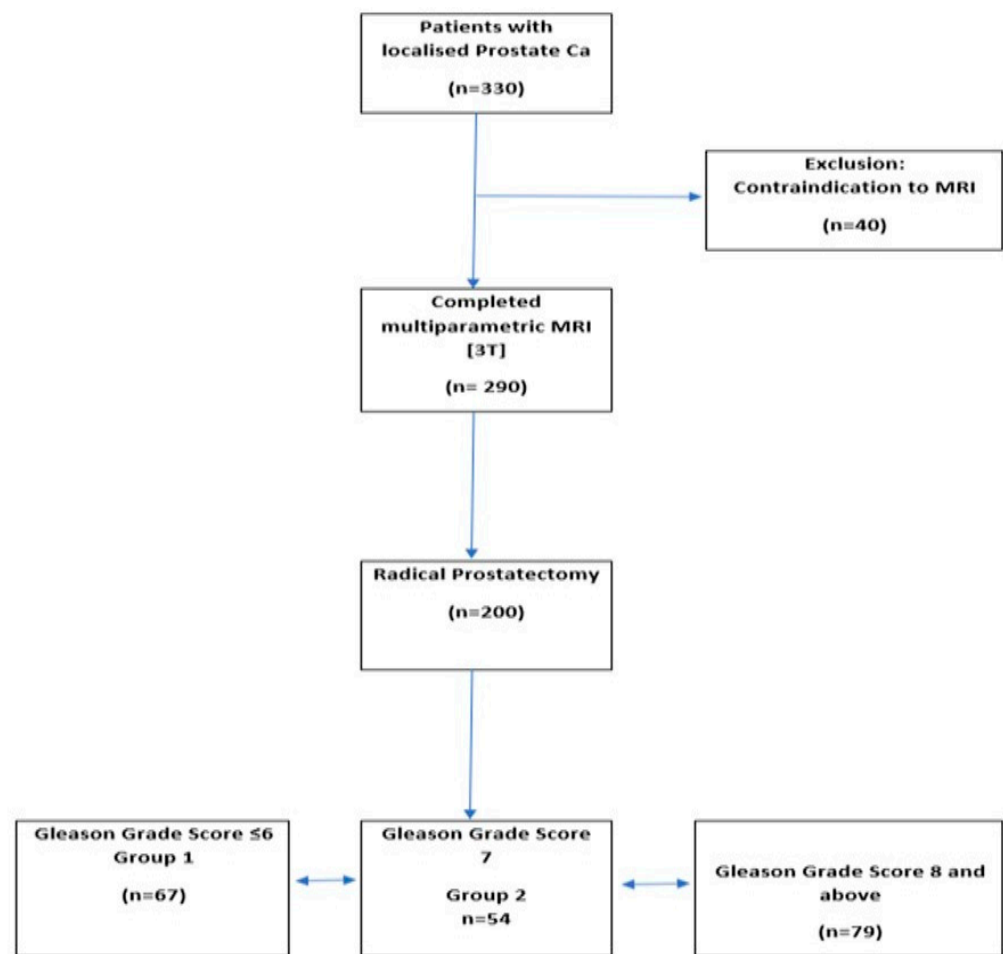 Patients with
localised Prostate Ca
(n=330)
Exclusion:
Contraindication to MRI
(n=40)
Completed
multiparametric MRI
[3T]
(n= 290)
Radical Prostatectomy
(n=200)
Gleason Grade Score ≤6
Group 1
(n=67)
Gleason Grade Score
7
Group 2
n=54
Gleason Grade Score 8 and
above
(n=79)